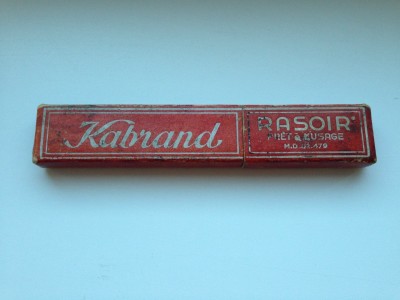 Kabrand
RASOIR
PRÊT A L'USAGE
M.D.